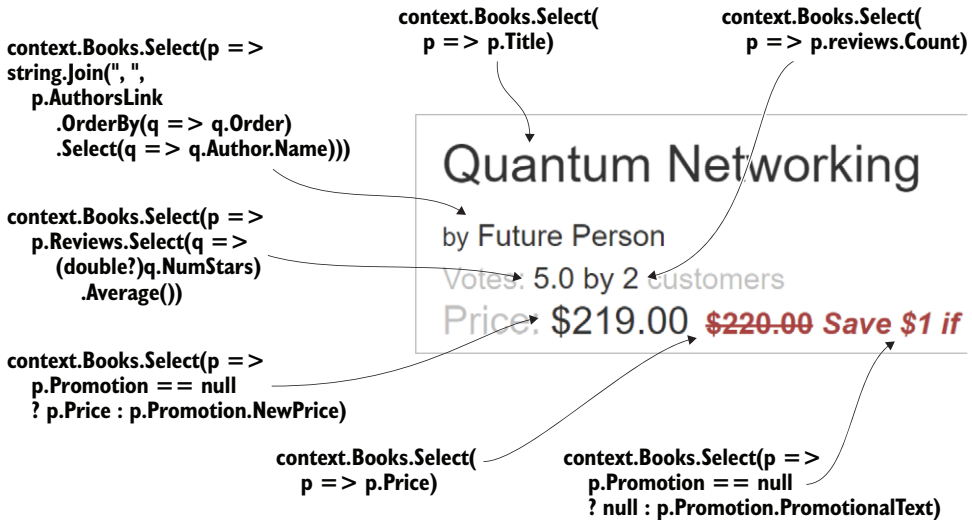 context.Books.Select(
p => p.Title)
context.Books.Select(
p => p.reviews.Count)
context.Books.Select(p =>
string.Join(", ",
p.AuthorsLink
.OrderBy(q => q.Order)
.Select(q => q.Author.Name)))
Quantum Networking
by Future Person
context.Books.Select(p =>
p.Reviews.Select(q =>
(double?)q.NumStars)
.Average())
Votes: 5.0 by 2 customers
Price: $219.00 $220.00 Save $1 if
context.Books.Select(p =>
p.Promotion == null
? p.Price : p.Promotion.NewPrice)
context.Books.Select(
p => p.Price)
context.Books.Select(p =>
p.Promotion == null
? null : p.Promotion.PromotionalText)